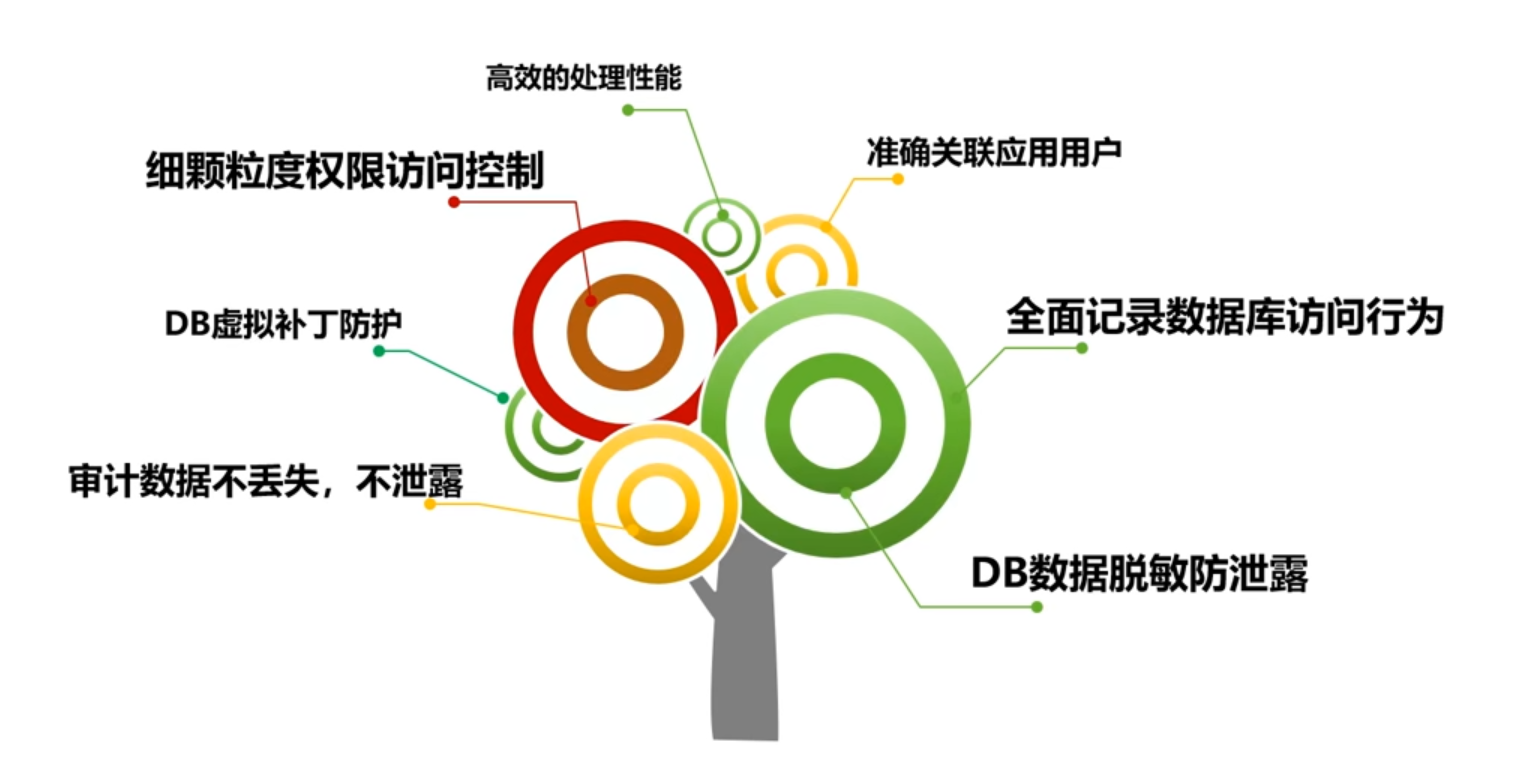 高效的处理性能
准确关联应用用户
细颗粒度权限访问控制
全面记录数据库访问行为
DB虚拟补丁防护
审计数据不丢失，不泄露
DB数据脱敏防泄露